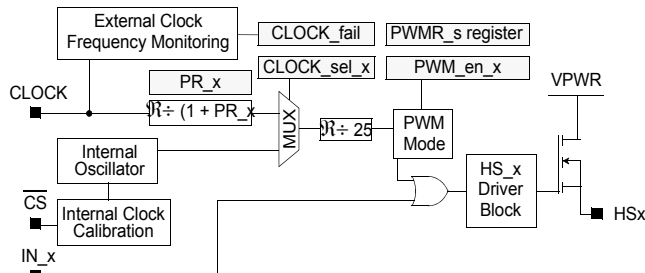 External Clock
Frequency Monitoring
CLOCK_fail
PWMR_s register
PR_x
CLOCK_sel_x
PWM_en_x
VPWR
CLOCK
ℜ÷ (1 + PR_x
MUX
ℜ÷ 25
PWM
Mode
Internal
Oscillator
HS_x
Driver
Block
CS
Internal Clock
Calibration
HSx
IN_x